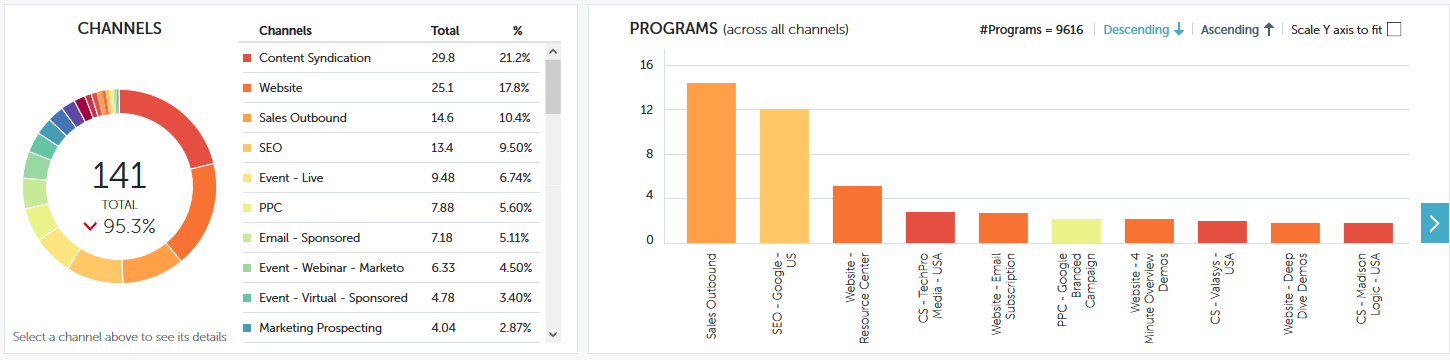 CHANNELS
141
TOTAL
95.3%
Select a channel above to see its details
Channels Total %
Content Syndication 29.8 21.2%
Website 25.1 17.8%
Sales Outbound 14.6 10.4%
SEO 13.4 9.50%
Event - Live 9.48 6.74%
PPC 7.88 5.60%
Email - Sponsored 7.18 5.11%
Event - Webinar - Marketo 6.33 4.50%
Event - Virtual - Sponsored 4.78 3.40%
Marketing Prospecting 4.04 2.87%
PROGRAMS (across all channels)
#Programs = 9616 Descending Ascending Scale Y axis to fit
16
12
8
4
0
Sales Outbound
SEO - Google -
US
Website -
Resource Center
CS - TechPro
Media - USA
Website - Email
Subscription
PPC - Google
Branded
Campaign
Website - 4
Minute Overview
Demos
CS - Valasys -
USA
Website - Deep
Dive Demos
CS - Madison
Logic - USA